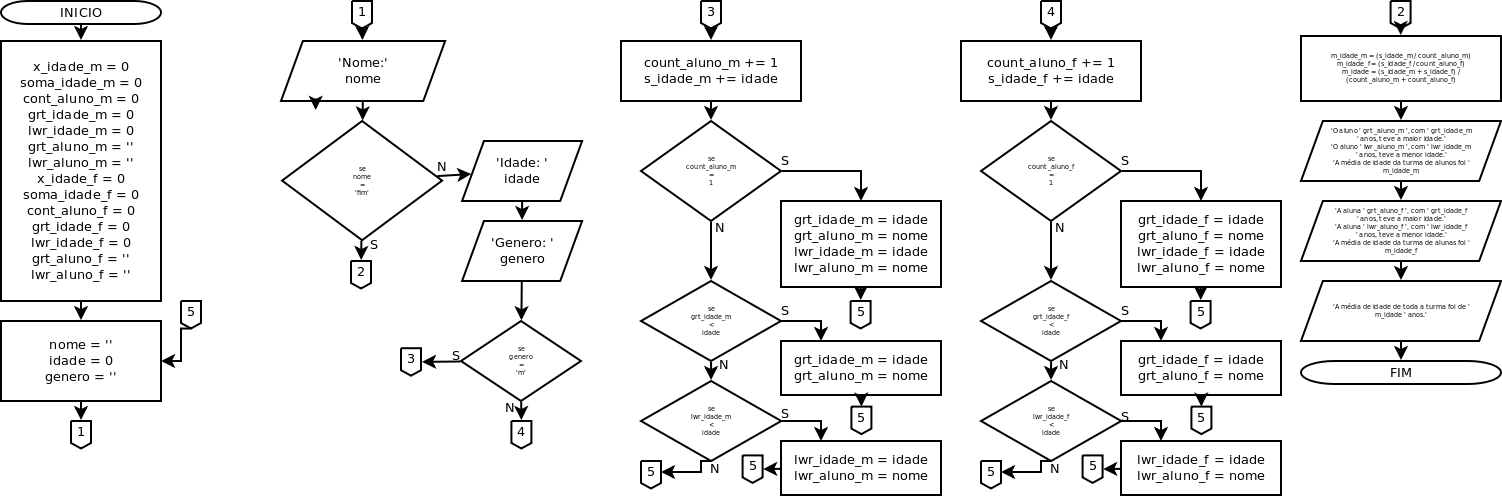 INICIO
x_idade_m = 0
soma_idade_m = 0
cont_aluno_m = 0
grt_idade_m = 0
lwr_idade_m = 0
grt_aluno_m = ''
lwr_aluno_m = ''
x_idade_f = 0
soma_idade_f = 0
cont_aluno_f = 0
grt_idade_f = 0
lwr_idade_f = 0
grt_aluno_f = ''
lwr_aluno_f = ''
5
nome = ''
idade = 0
genero = ''
1
1
'Nome:'
nome
se
nome
=
'fim'
N
S
2
'Idade: '
idade
'Genero: '
genero
se
genero
=
'm'
S
3
N
4
3
count_aluno_m += 1
s_idade_m += idade
se
count_aluno_m
=
1
S
N
grt_idade_m = idade
grt_aluno_m = nome
lwr_idade_m = idade
lwr_aluno_m = nome
5
se
grt_idade_m
<
idade
S
N
grt_idade_m = idade
grt_aluno_m = nome
5
se
lwr_idade_m
<
idade
S
N
5
5
lwr_idade_m = idade
lwr_aluno_m = nome
4
count_aluno_f += 1
s_idade_f += idade
se
count_aluno_f
=
1
S
N
grt_idade_f = idade
grt_aluno_f = nome
lwr_idade_f = idade
lwr_aluno_f = nome
5
se
grt_idade_f
<
idade
S
N
grt_idade_f = idade
grt_aluno_f = nome
5
se
lwr_idade_f
<
idade
S
N
5
5
lwr_idade_f = idade
lwr_aluno_f = nome
2
m_idade_m = (s_idade_m / count_aluno_m)
m_idade_f = (s_idade_f / count_aluno_f)
m_idade = (s_idade_m + s_idade_f) /
(count_aluno_m + count_aluno_f)
'O aluno ' grt_aluno_m ', com ' grt_idade_m
' anos, teve a maior idade.'
'O aluno ' lwr_aluno_m ', com ' lwr_idade_m
' anos, teve a menor idade.'
'A média de idade da turma de alunos foi '
m_idade_m
'A aluna ' grt_aluno_f ', com ' grt_idade_f
' anos, teve a maior idade.'
'A aluna ' lwr_aluno_f ', com ' lwr_idade_f
' anos, teve a menor idade.'
'A média de idade da turma de alunas foi '
m_idade_f
'A média de idade de toda a turma foi de '
m_idade ' anos.'
FIM